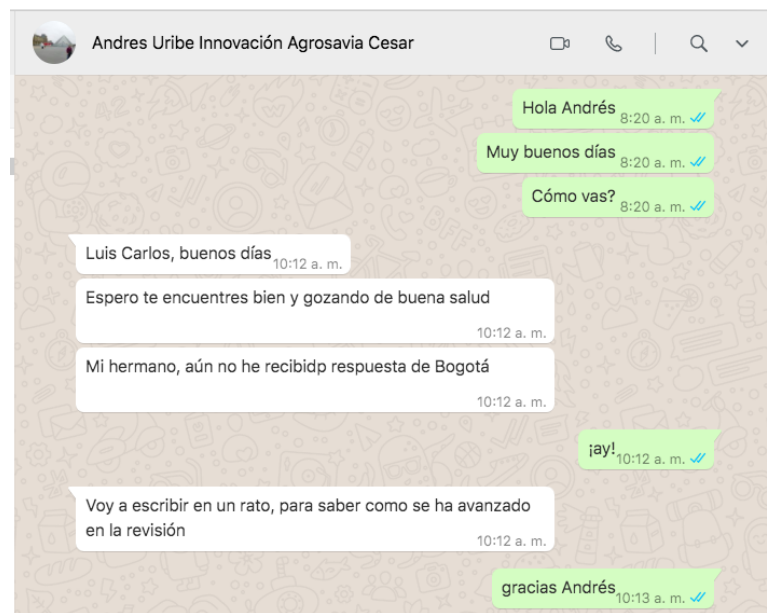 Andres Uribe Innovación Agrosavia Cesar
Hola Andrés
8:20 a. m.
Muy buenos días
8:20 a. m.
Cómo vas?
8:20 a. m.
Luis Carlos, buenos días
10:12 a. m.
Espero te encuentres bien y gozando de buena salud
10:12 a. m.
Mi hermano, aún no he recibidp respuesta de Bogotá
10:12 a. m.
¡ay!
10:12 a. m.
Voy a escribir en un rato, para saber como se ha avanzado
en la revisión
10:12 a. m.
gracias Andrés
10:13 a. m.